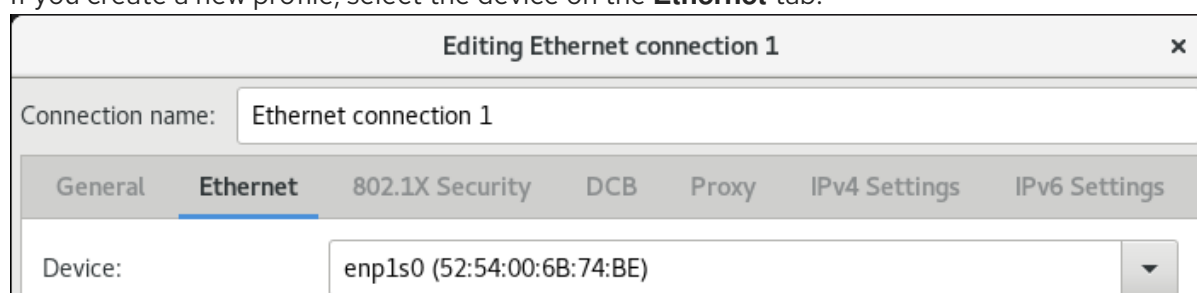 If you create a new profile, select the device on the Ethernet tab:
Editing Ethernet connection 1 ×
Connection name: Ethernet connection 1
General Ethernet 802.1X Security DCB Proxy IPv4 Settings IPv6 Settings
Device: enp1s0 (52:54:00:6B:74:BE)